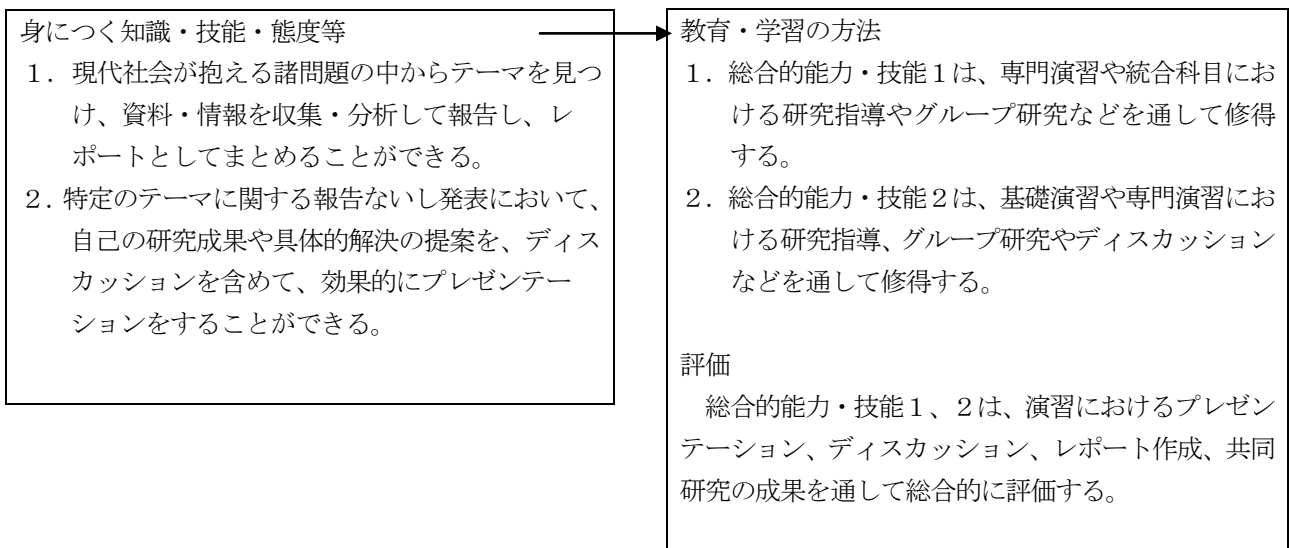 身につく知識・技能・態度等
１．現代社会が抱える諸問題の中からテーマを見つ
け、資料・情報を収集・分析して報告し、レ
ポートとしてまとめることができる。
２．特定のテーマに関する報告ないし発表において、
自己の研究成果や具体的解決の提案を、ディス
カッションを含めて、効果的にプレゼンテー
ションをすることができる。
教育・学習の方法
１．総合的能力・技能１は、専門演習や統合科目にお
ける研究指導やグループ研究などを通して修得
する。
２．総合的能力・技能２は、基礎演習や専門演習にお
ける研究指導、グループ研究やディスカッション
などを通して修得する。
評価
総合的能力・技能１、２は、演習におけるプレゼン
テーション、ディスカッション、レポート作成、共同
研究の成果を通して総合的に評価する。